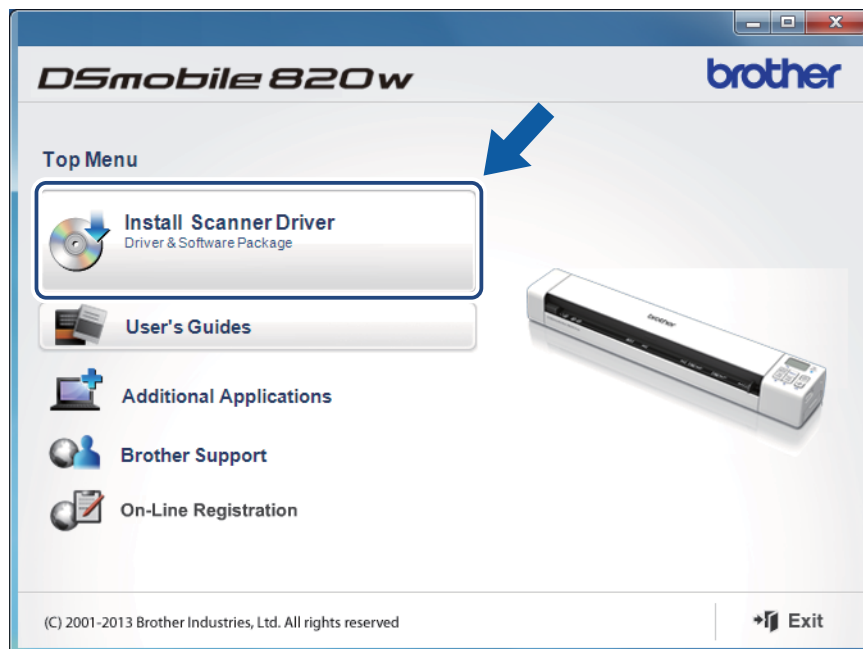 DSmobile 820w
brother
Top Menu
Install Scanner Driver
Driver & Software Package
User's Guides
brother
Additional Applications
Brother Support
On-Line Registration
(C) 2001-2013 Brother Industries, Ltd. All rights reserved
Exit